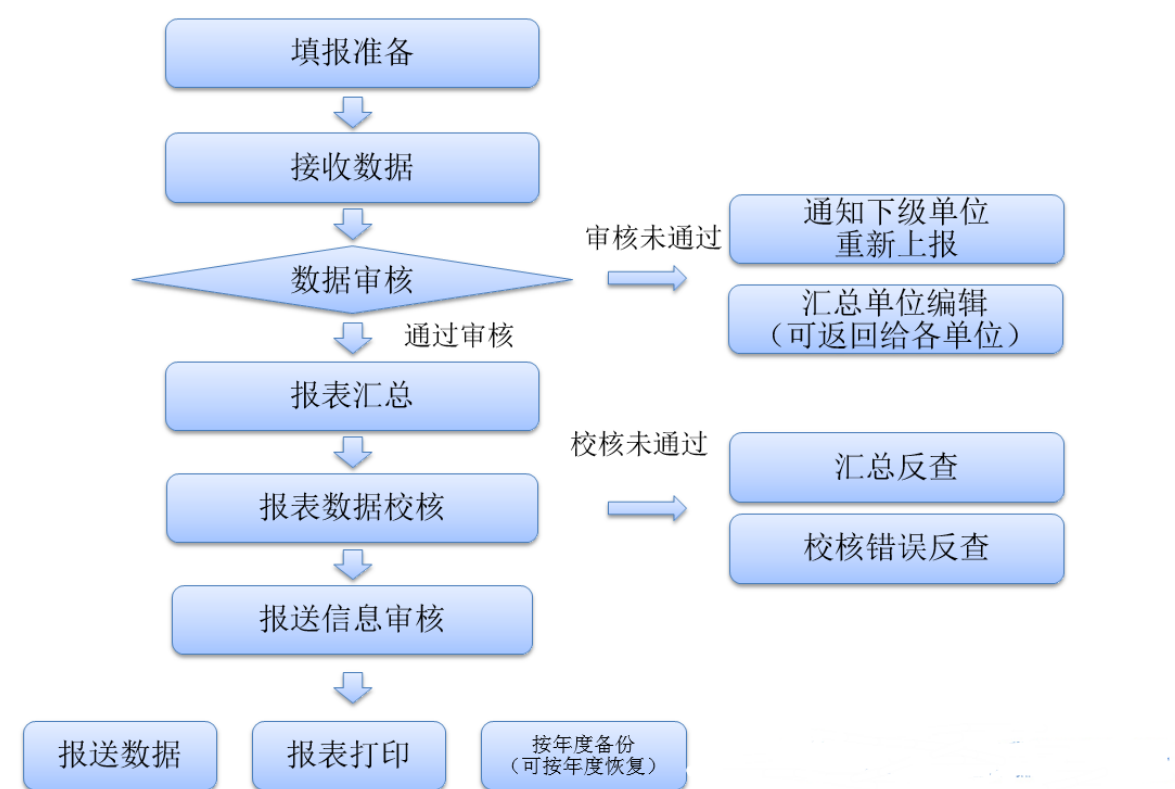 填报准备
接收数据
审核未通过
通知下级单位
重新上报
数据审核
汇总单位编辑
（可返回给各单位）
通过审核
报表汇总
校核未通过
汇总反查
报表数据校核
校核错误反查
报送信息审核
报送数据
报表打印
按年度备份
（可按年度恢复）